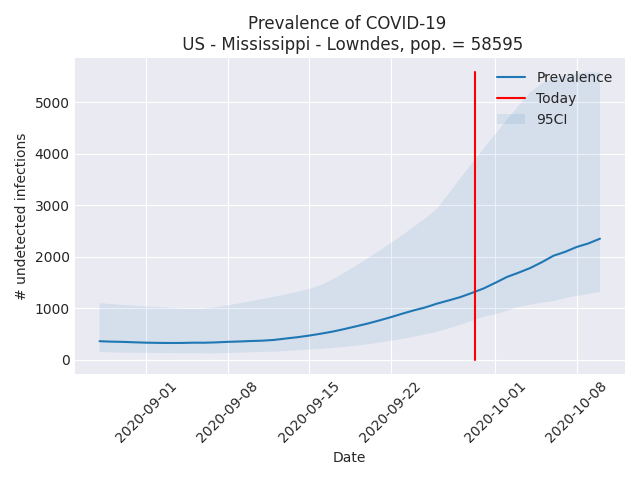 Prevalence of COVID-19
US - Mississippi - Lowndes, pop. = 58595
Prevalence
Today
95CI
# undetected infections
5000
4000
3000
2000
1000
0
2020-09-01
2020-09-08
2020-09-15
2020-09-22
2020-10-01
2020-10-08
Date